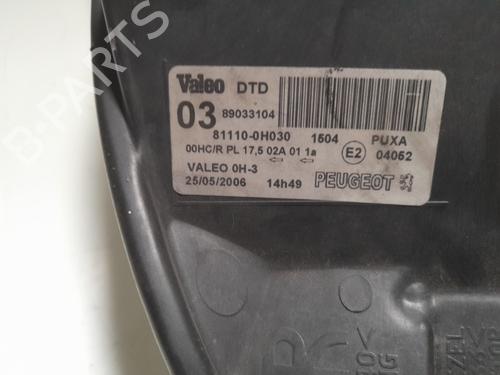 B-PARTS
Valeo DTD
03 89033104
81110-0H030 1504 PUXA
00HC/R PL 17,5 02A 01 1a E2 04052
VALEO 0H-3
25/05/2006 14h49 PEUGEOT